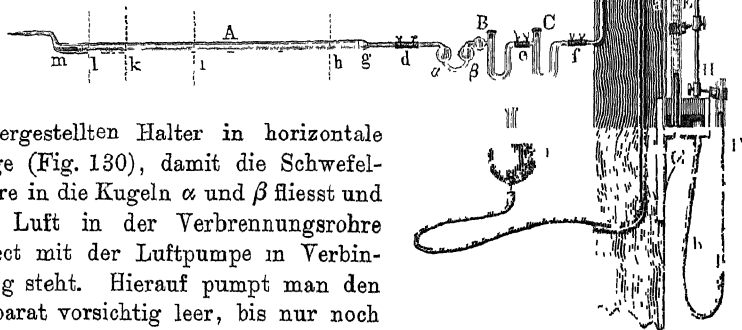 A B C
m l k i h g d α β e f
H
ergestellten Halter in horizontale
ge (Fig. 130), damit die Schwefel-
re in die Kugeln α und β fliesst und
Luft in der Verbrennungsrohre
ect mit der Luftpumpe in Verbin-
g steht. Hierauf pumpt man den
parat vorsichtig leer, bis nur noch
h